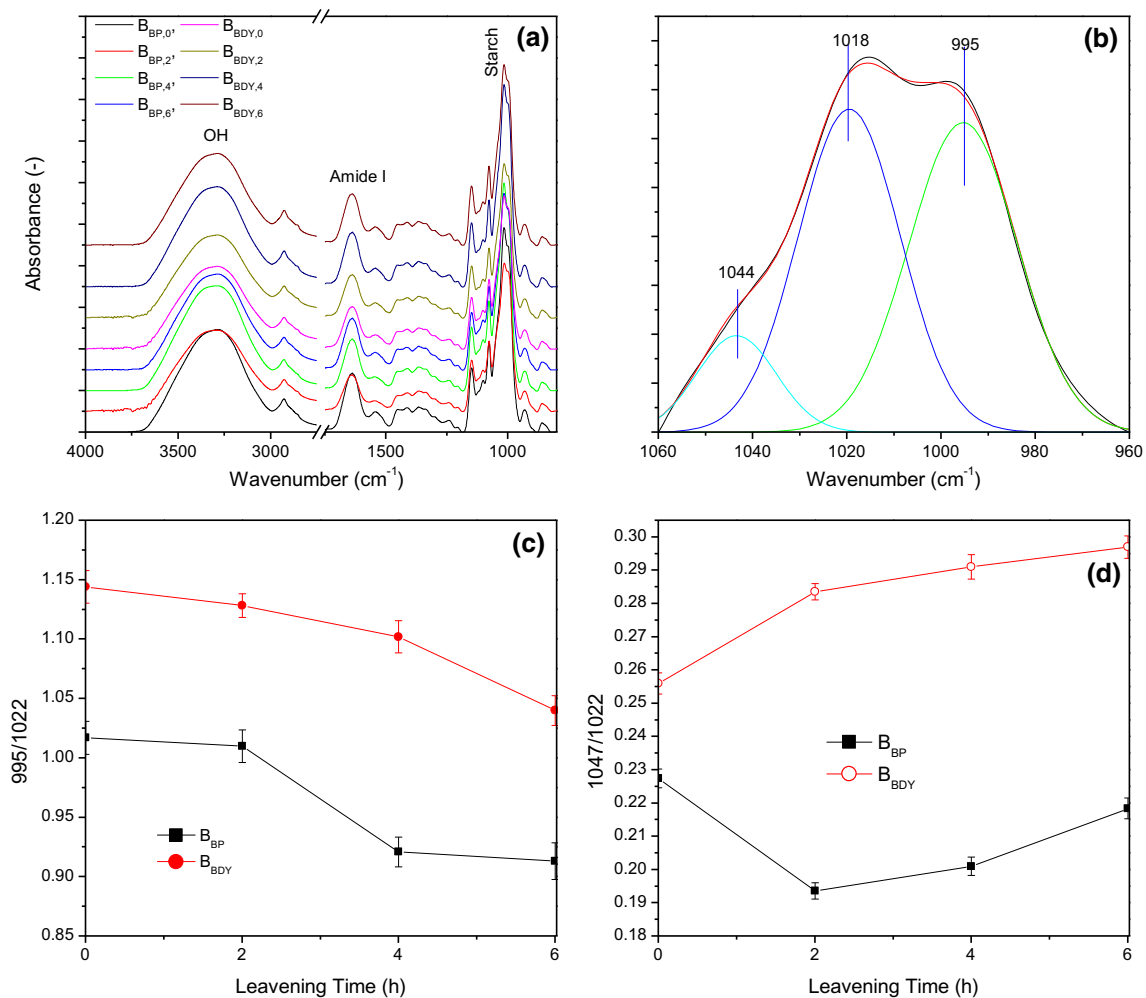 (a)
B_BP,0, B_BDY,0
B_BP,2, B_BDY,2
B_BP,4, B_BDY,4
B_BP,6, B_BDY,6
OH
Amide I
Starch
Absorbance (-)
4000 3500 3000 1500 1000
Wavenumber (cm⁻¹)
(b)
1018
995
1044
1060 1040 1020 1000 980 960
Wavenumber (cm⁻¹)
(c)
1.20
1.15
1.10
1.05
1.00
0.95
0.90
0.85
995/1022
B_BP
B_BDY
0 2 4 6
Leavening Time (h)
(d)
0.30
0.29
0.28
0.27
0.26
0.25
0.23
0.22
0.21
0.20
0.19
0.18
1047/1022
B_BP
B_BDY
0 2 4 6
Leavening Time (h)